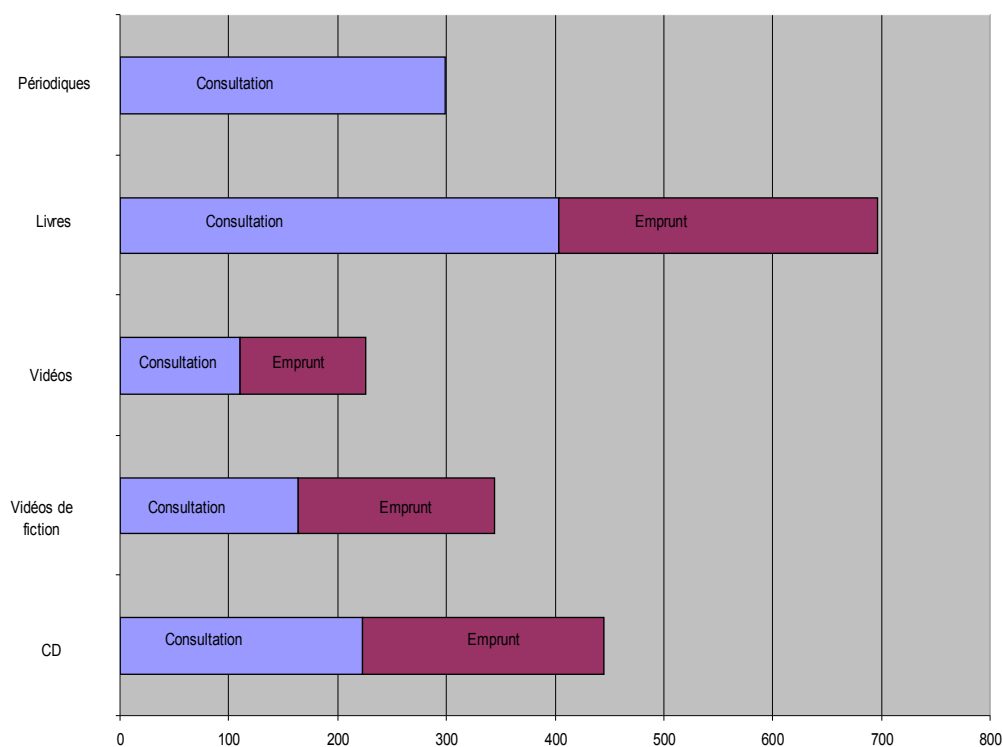 Périodiques
Consultation
Livres
Consultation
Emprunt
Vidéos
Consultation
Emprunt
Vidéos de
fiction
Consultation
Emprunt
CD
Consultation
Emprunt
0 100 200 300 400 500 600 700 800